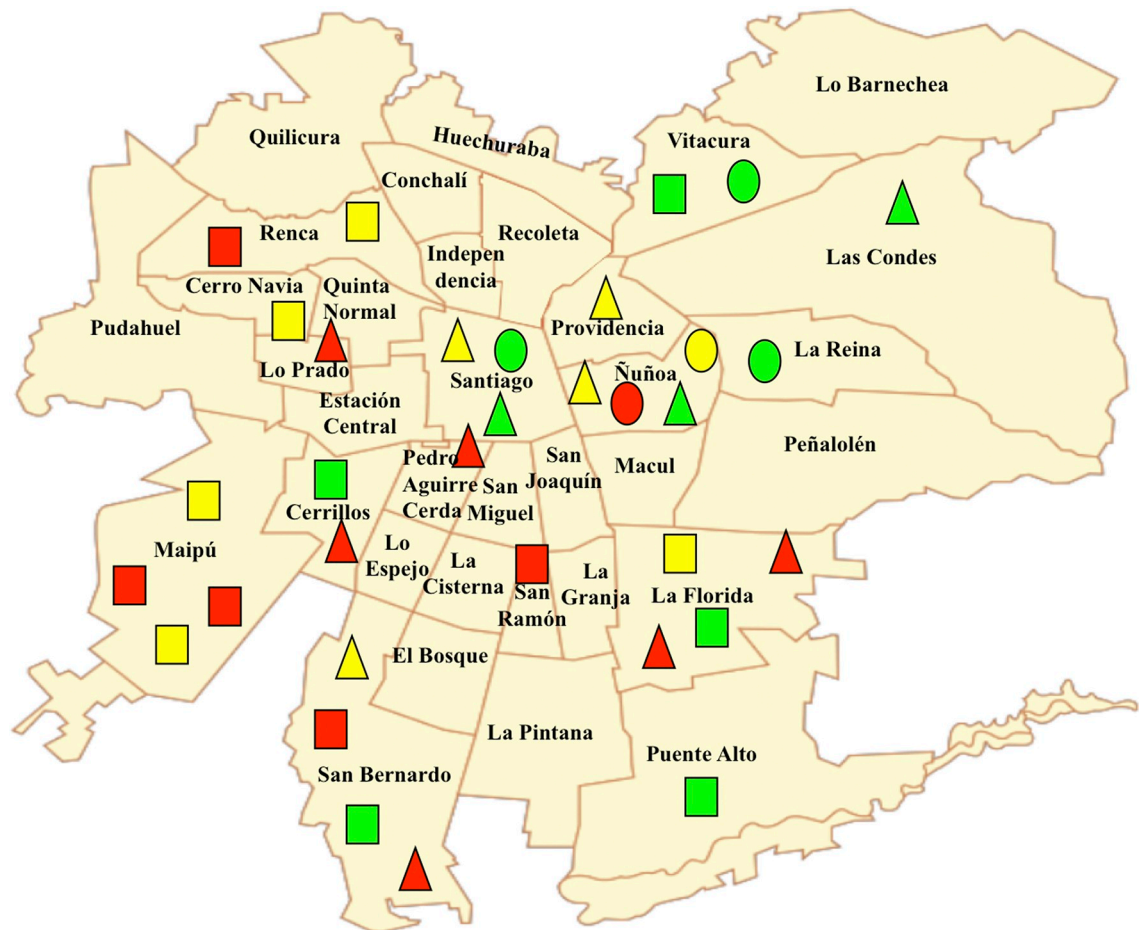 Lo Barnechea
Quilicura
Huechuraba
Vitacura
Conchalí
Renca
Recoleta
Indepen
dencia
Las Condes
Cerro Navia
Quinta
Normal
Pudahuel
Providencia
La Reina
Lo Prado
Santiago
Ñuñoa
Estación
Central
Peñalolén
Pedro
Aguirre
Cerda
San
Miguel
San
Joaquín
Macul
Cerrillos
Maipú
Lo
Espejo
La
Cisterna
San
Ramón
La
Granja
La Florida
El Bosque
La Pintana
Puente Alto
San Bernardo